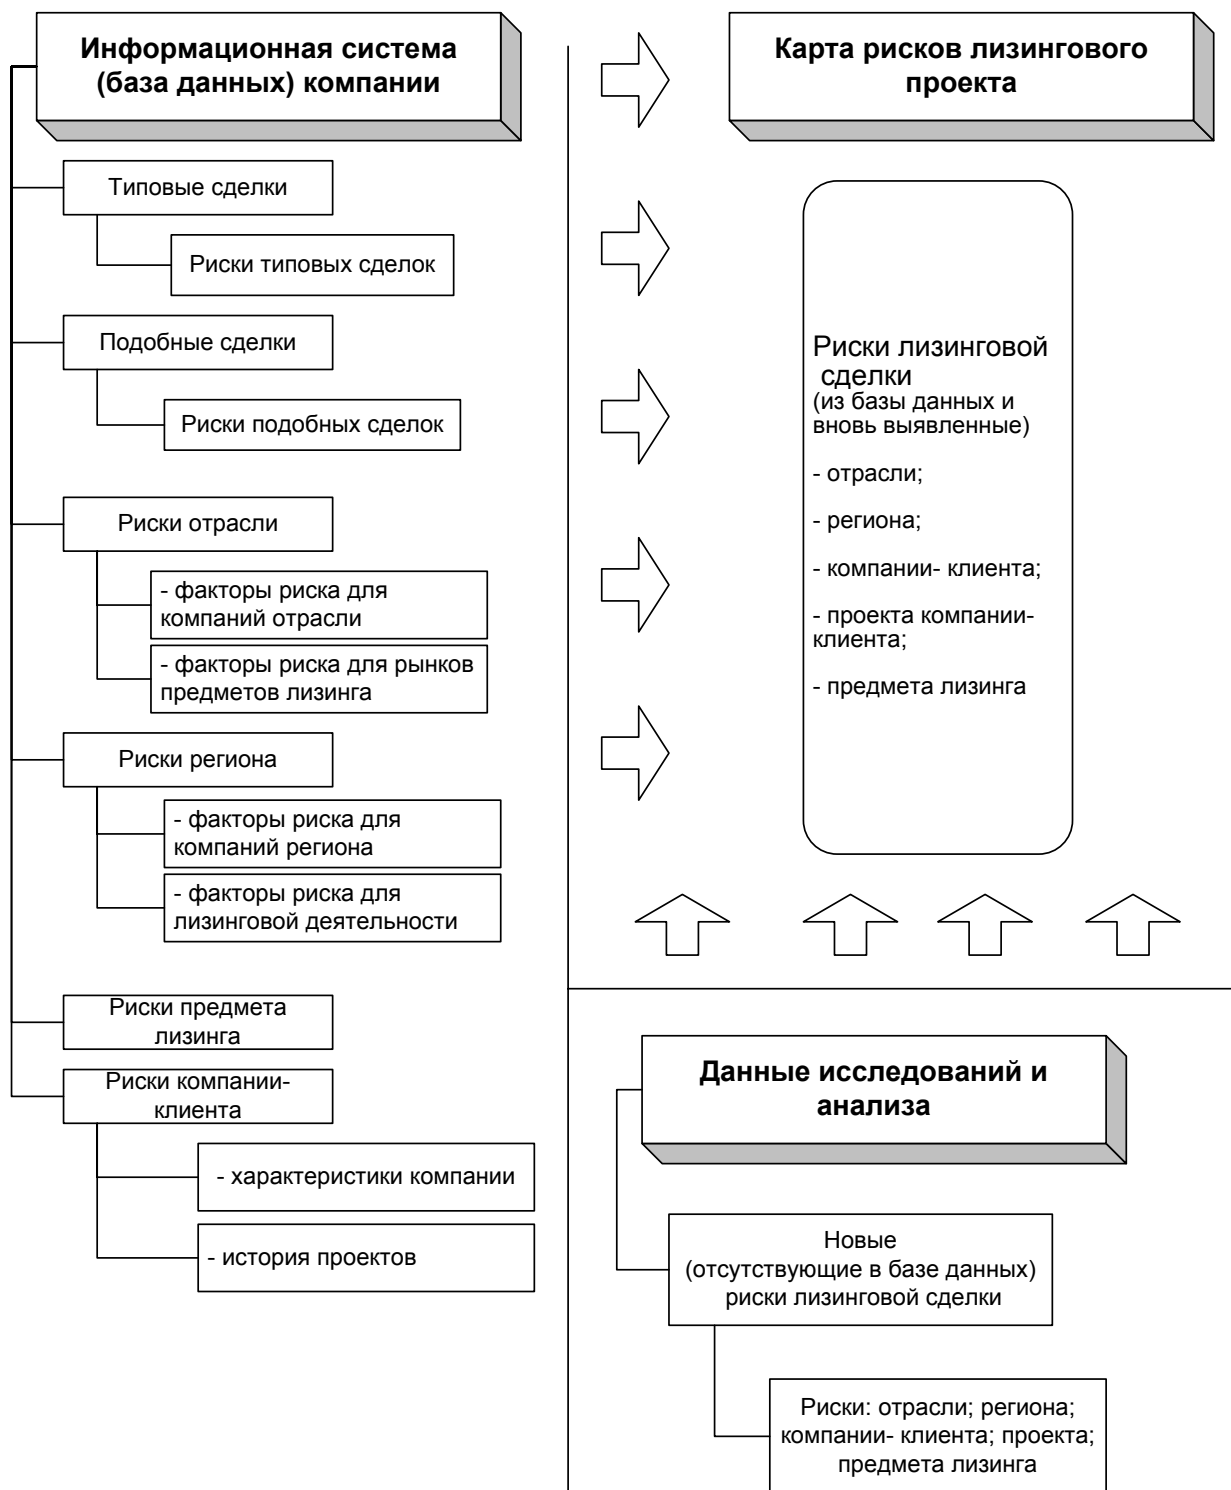 Информационная система
(база данных) компании
Типовые сделки
Риски типовых сделок
Подобные сделки
Риски подобных сделок
Риски отрасли
- факторы риска для
компаний отрасли
- факторы риска для рынков
предметов лизинга
Риски региона
- факторы риска для
компаний региона
- факторы риска для
лизинговой деятельности
Риски предмета
лизинга
Риски компании-
клиента
- характеристики компании
- история проектов
Карта рисков лизингового
проекта
Риски лизинговой
сделки
(из базы данных и
вновь выявленные)
- отрасли;
- региона;
- компании- клиента;
- проекта компании-
клиента;
- предмета лизинга
Данные исследований и
анализа
Новые
(отсутствующие в базе данных)
риски лизинговой сделки
Риски: отрасли; региона;
компании- клиента; проекта;
предмета лизинга